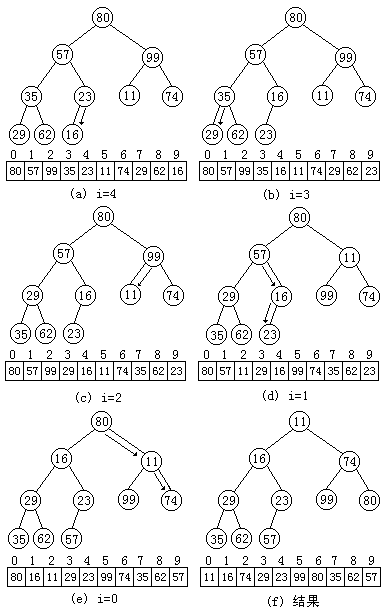 80
57 99
35 23 11 74
29 62 16
0 1 2 3 4 5 6 7 8 9
80 57 99 35 23 11 74 29 62 16
(a) i=4
80
57 99
35 16 11 74
29 62 23
0 1 2 3 4 5 6 7 8 9
80 57 99 35 16 11 74 29 62 23
(b) i=3
80
57 99
29 16 11 74
35 62 23
0 1 2 3 4 5 6 7 8 9
80 57 99 29 16 11 74 35 62 23
(c) i=2
80
57 11
29 16 99 74
35 62 23
0 1 2 3 4 5 6 7 8 9
80 57 11 29 16 99 74 35 62 23
(d) i=1
80
16 11
29 23 99 74
35 62 57
0 1 2 3 4 5 6 7 8 9
80 16 11 29 23 99 74 35 62 57
(e) i=0
11
16 74
29 23 99 80
35 62 57
0 1 2 3 4 5 6 7 8 9
11 16 74 29 23 99 80 35 62 57
(f) 结果